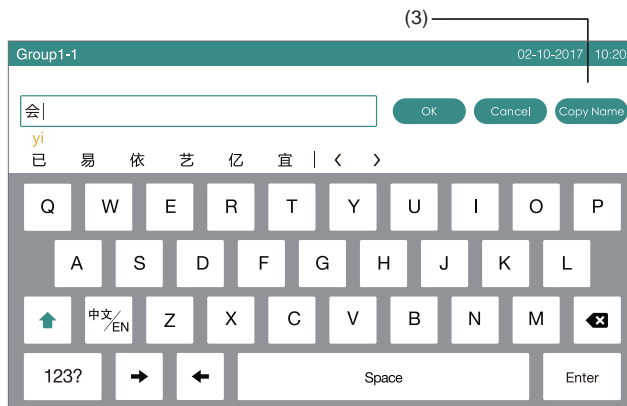 (3)
Group1-1 02-10-2017 10:20
会 OK Cancel Copy Name
yi
已 易 依 艺 亿 宜 < >
Q W E R T Y U I O P
A S D F G H J K L
中文/EN Z X C V B N M
123? → ← Space Enter